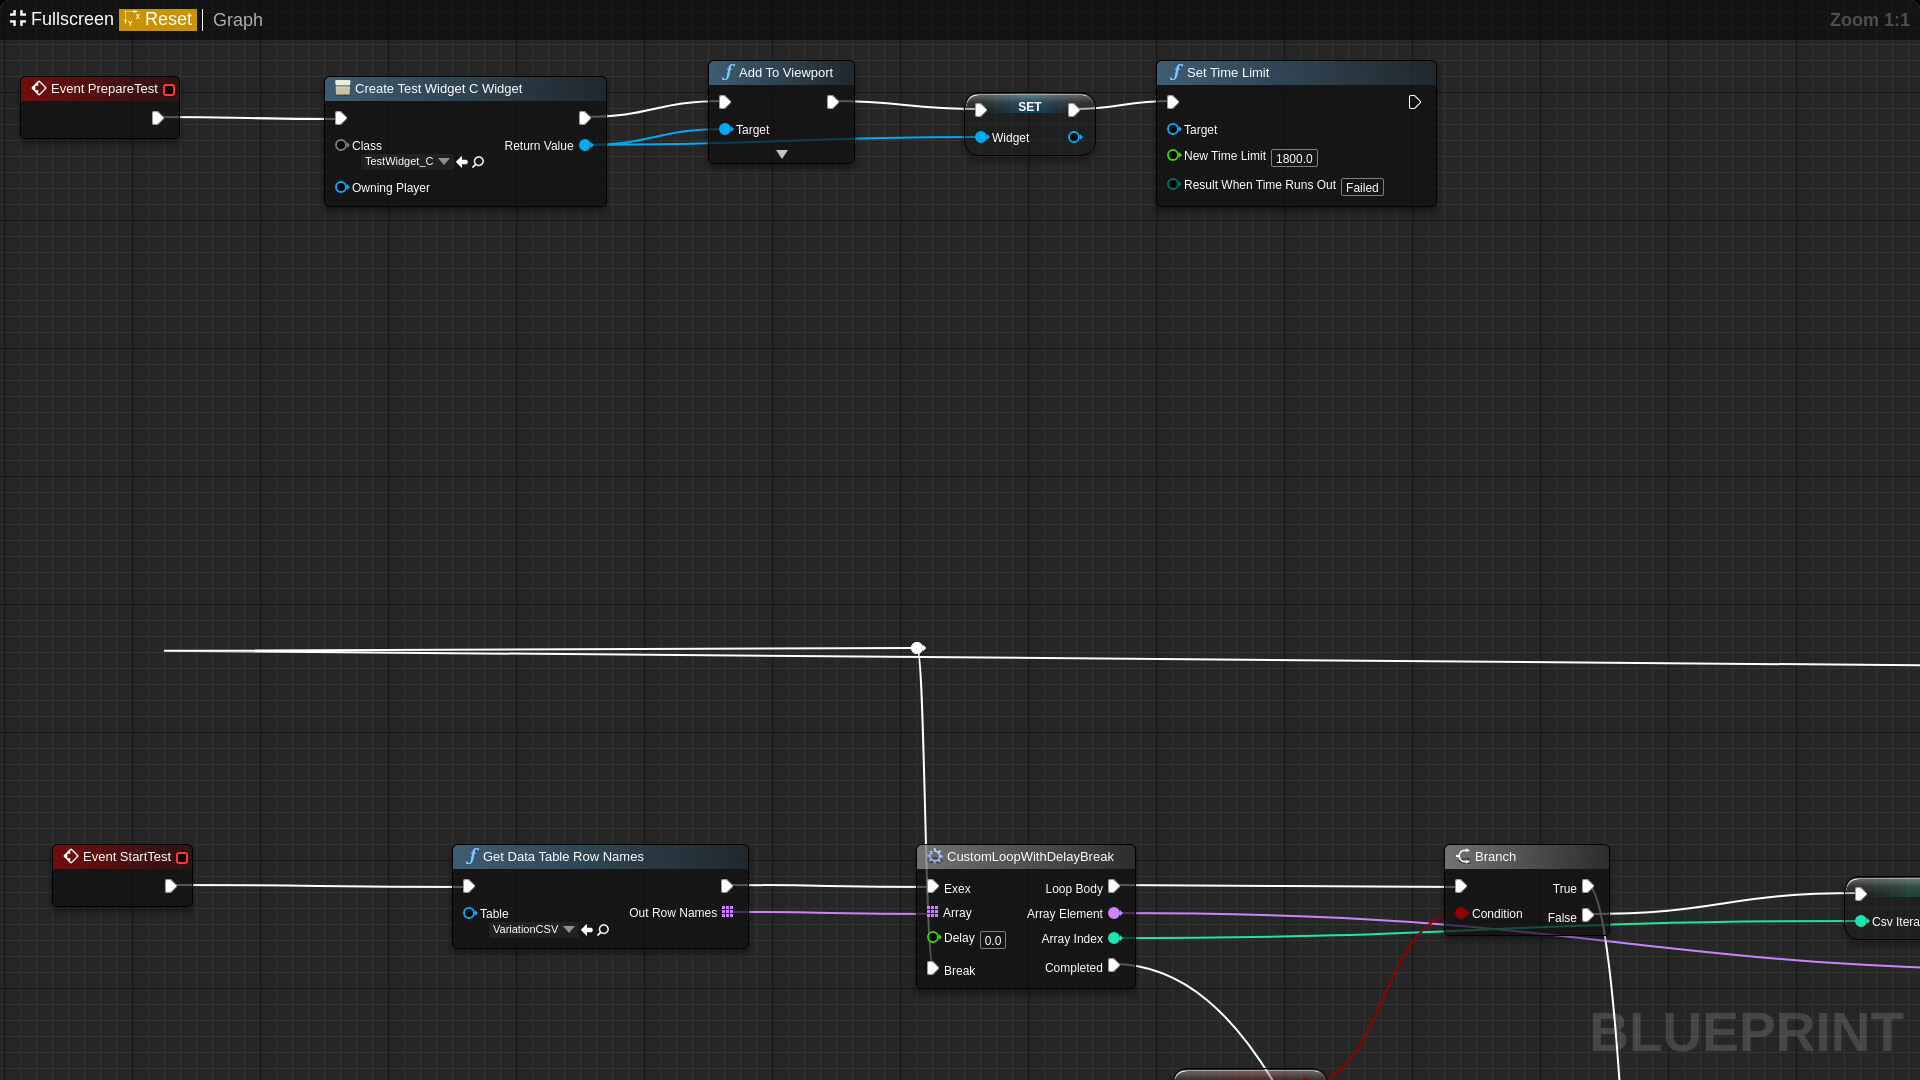 Fullscreen Reset Graph Zoom 1:1
Event PrepareTest
Create Test Widget C Widget
Class
TestWidget_C
Return Value
Owning Player
Add To Viewport
Target
SET
Widget
Set Time Limit
Target
New Time Limit 1800.0
Result When Time Runs Out Failed
Event StartTest
Get Data Table Row Names
Table
VariationCSV
Out Row Names
CustomLoopWithDelayBreak
Exex Loop Body
Array Array Element
Delay 0.0 Array Index
Break Completed
Branch
True
Condition False
Csv Itera
BLUEPRINT